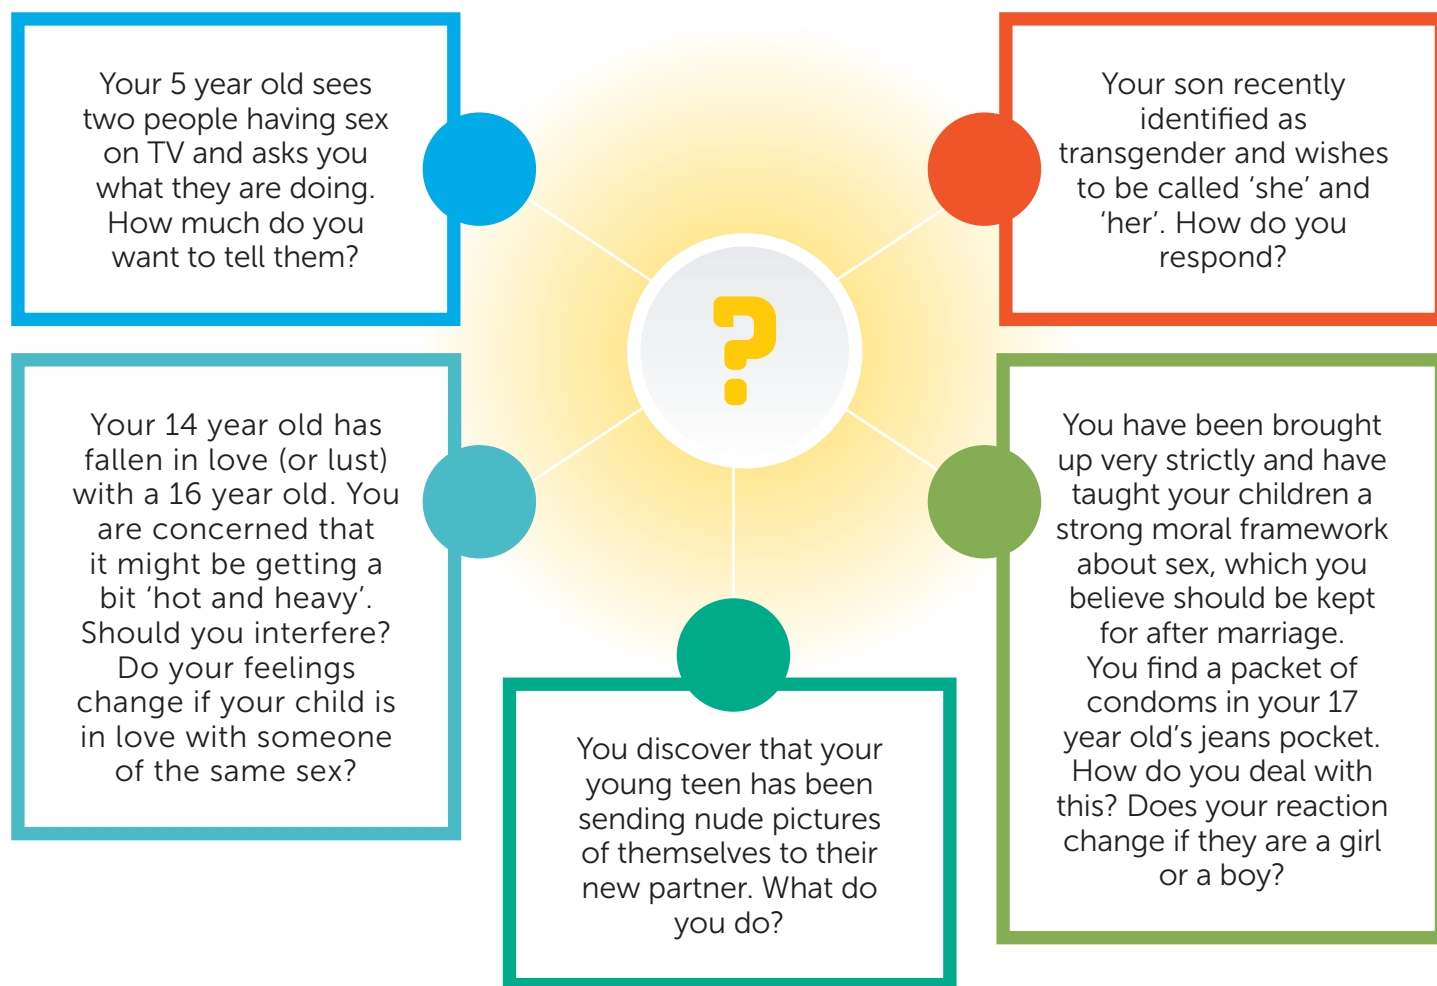 Your 5 year old sees
two people having sex
on TV and asks you
what they are doing.
How much do you
want to tell them?
Your son recently
identified as
transgender and wishes
to be called ‘she’ and
‘her’. How do you
respond?
?
Your 14 year old has
fallen in love (or lust)
with a 16 year old. You
are concerned that
it might be getting a
bit ‘hot and heavy’.
Should you interfere?
Do your feelings
change if your child is
in love with someone
of the same sex?
You have been brought
up very strictly and have
taught your children a
strong moral framework
about sex, which you
believe should be kept
for after marriage.
You find a packet of
condoms in your 17
year old’s jeans pocket.
How do you deal with
this? Does your reaction
change if they are a girl
or a boy?
You discover that your
young teen has been
sending nude pictures
of themselves to their
new partner. What do
you do?